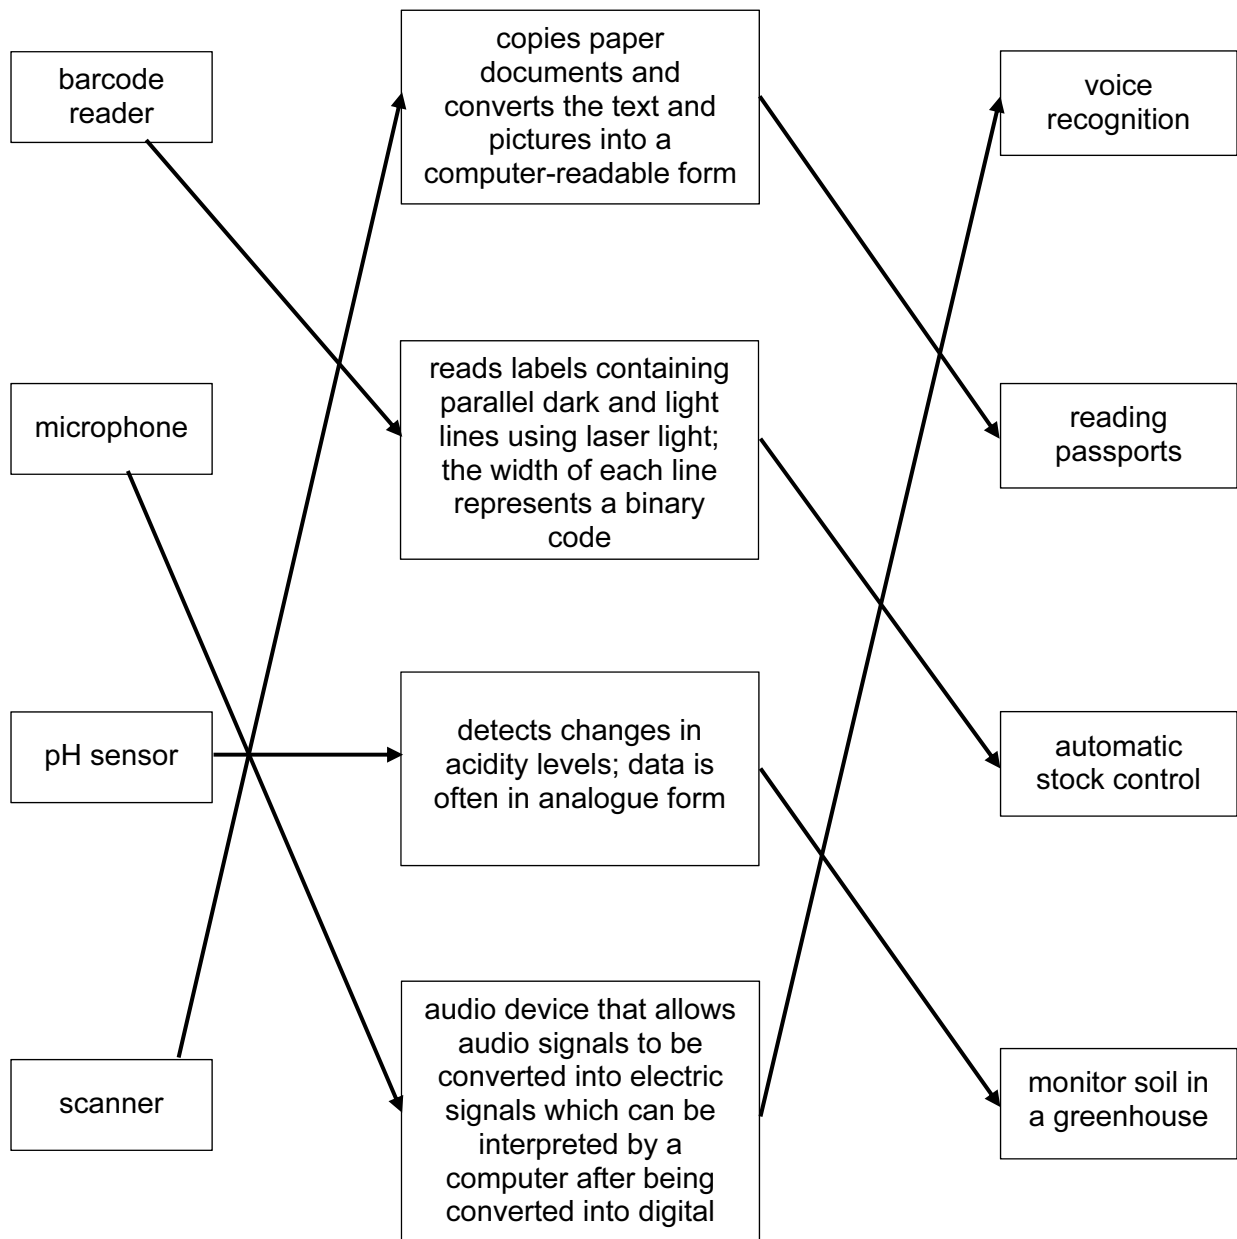 barcode
reader
microphone
pH sensor
scanner
copies paper
documents and
converts the text and
pictures into a
computer-readable form
reads labels containing
parallel dark and light
lines using laser light;
the width of each line
represents a binary
code
detects changes in
acidity levels; data is
often in analogue form
audio device that allows
audio signals to be
converted into electric
signals which can be
interpreted by a
computer after being
converted into digital
voice
recognition
reading
passports
automatic
stock control
monitor soil in
a greenhouse